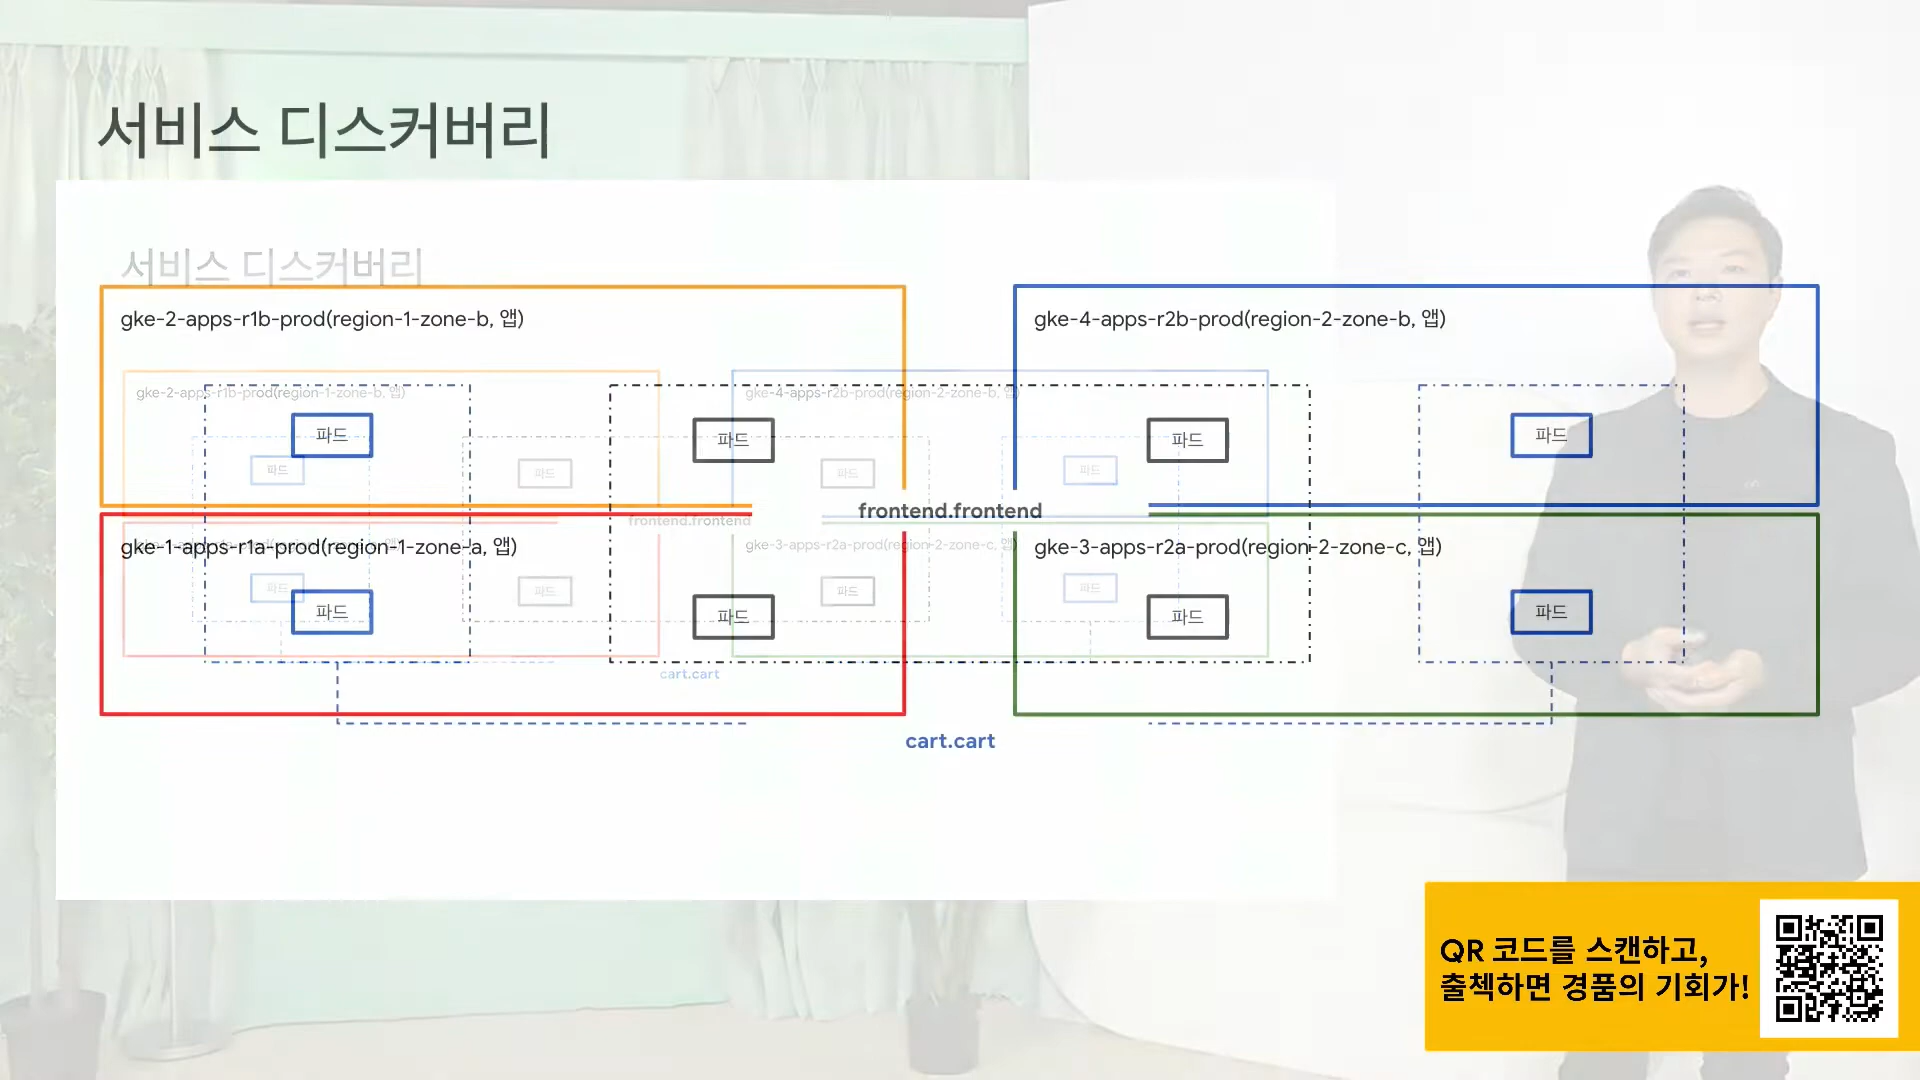 서비스 디스커버리
서비스 디스커버리
gke-2-apps-r1b-prod(region-1-zone-b, 앱)
gke-4-apps-r2b-prod(region-2-zone-b, 앱)
gke-2-apps-r1b-prod(region-1-zone-b, 앱)
gke-4-apps-r2b-prod(region-2-zone-b, 앱)
파드
파드
파드
파드
파드
파드
파드
파드
frontend.frontend
frontend.frontend
gke-1-apps-r1a-prod(region-1-zone-a, 앱)
gke-3-apps-r2a-prod(region-2-zone-c, 앱)
gke-3-apps-r2a-prod(region-2-zone-c, 앱)
파드
파드
파드
파드
파드
파드
파드
파드
cart.cart
cart.cart
QR 코드를 스캔하고,
출첵하면 경품의 기회가!